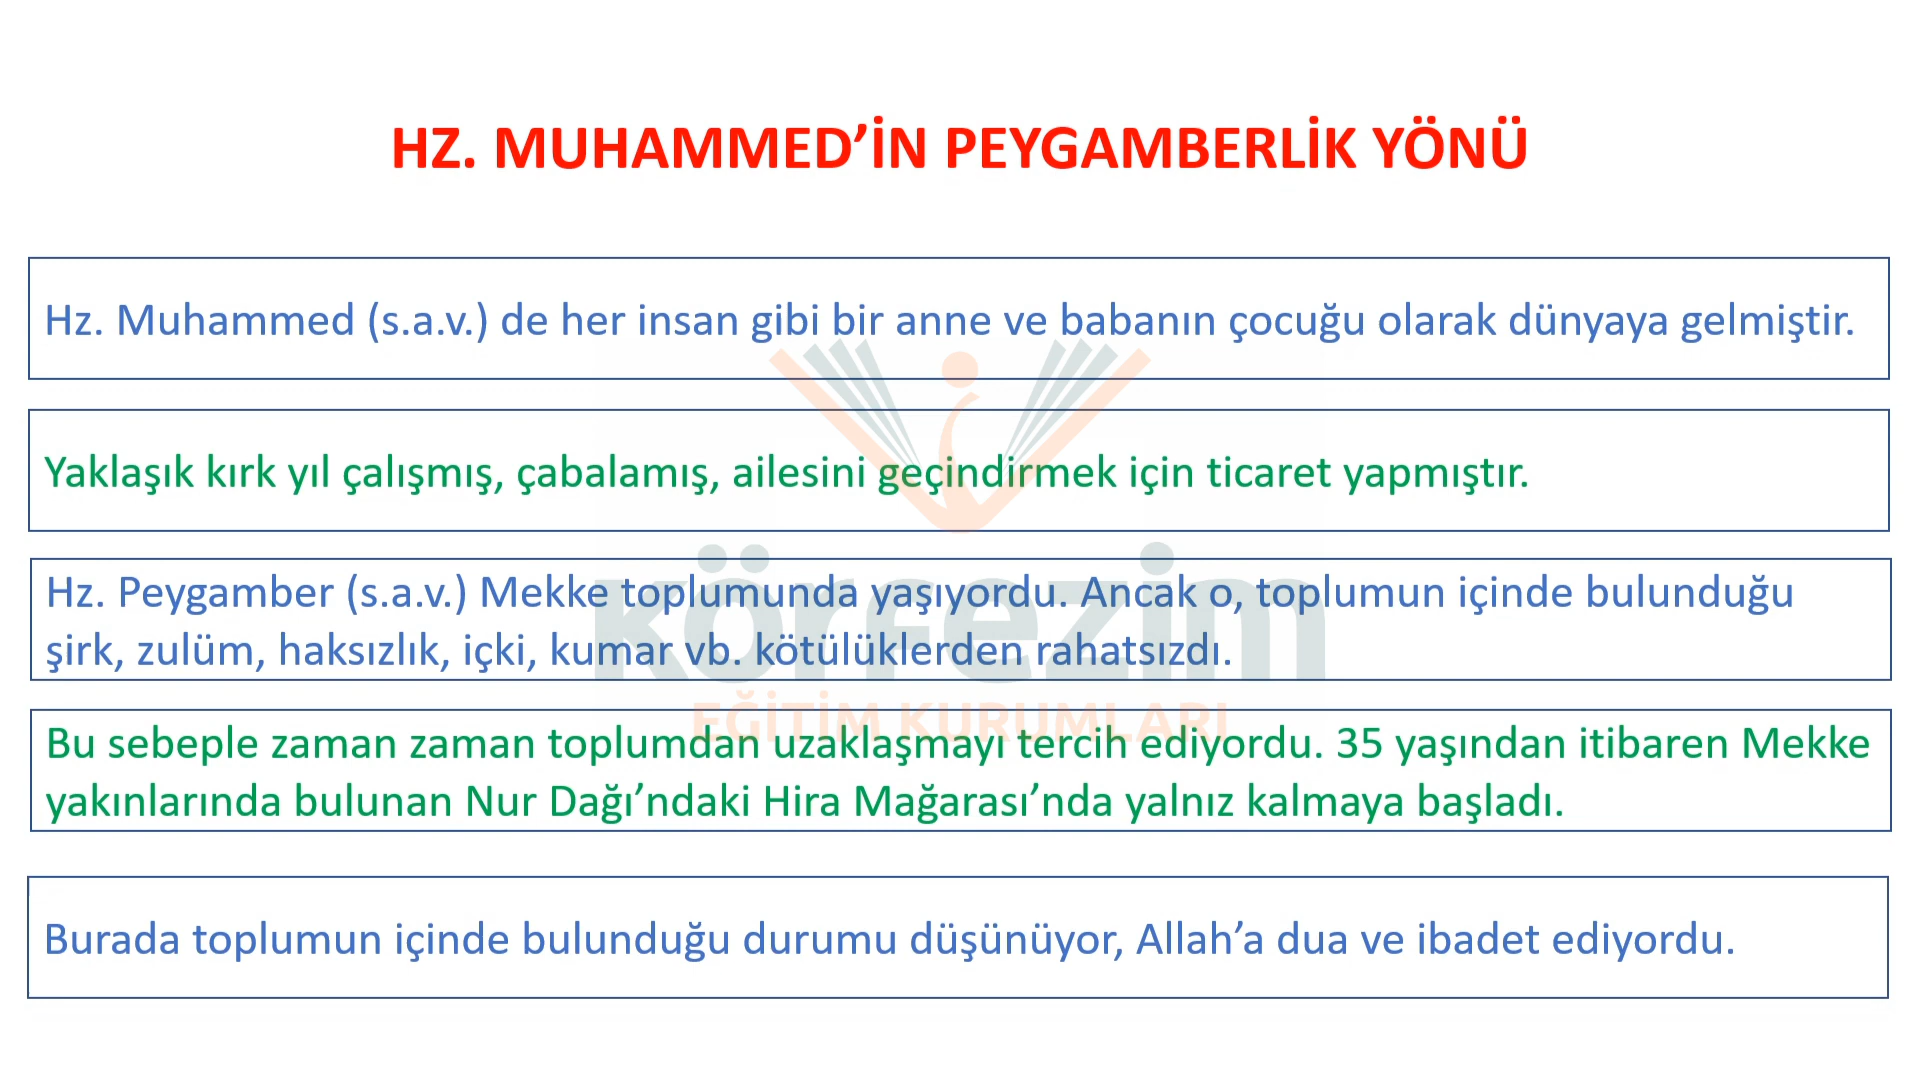 HZ. MUHAMMED’İN PEYGAMBERLİK YÖNÜ
Hz. Muhammed (s.a.v.) de her insan gibi bir anne ve babanın çocuğu olarak dünyaya gelmiştir.
Yaklaşık kırk yıl çalışmış, çabalamış, ailesini geçindirmek için ticaret yapmıştır.
Hz. Peygamber (s.a.v.) Mekke toplumunda yaşıyordu. Ancak o, toplumun içinde bulunduğu
şirk, zulüm, haksızlık, içki, kumar vb. kötülüklerden rahatsızdı.
körfezim
EĞİTİM KURUMLARI
Bu sebeple zaman zaman toplumdan uzaklaşmayı tercih ediyordu. 35 yaşından itibaren Mekke
yakınlarında bulunan Nur Dağı’ndaki Hira Mağarası’nda yalnız kalmaya başladı.
Burada toplumun içinde bulunduğu durumu düşünüyor, Allah’a dua ve ibadet ediyordu.